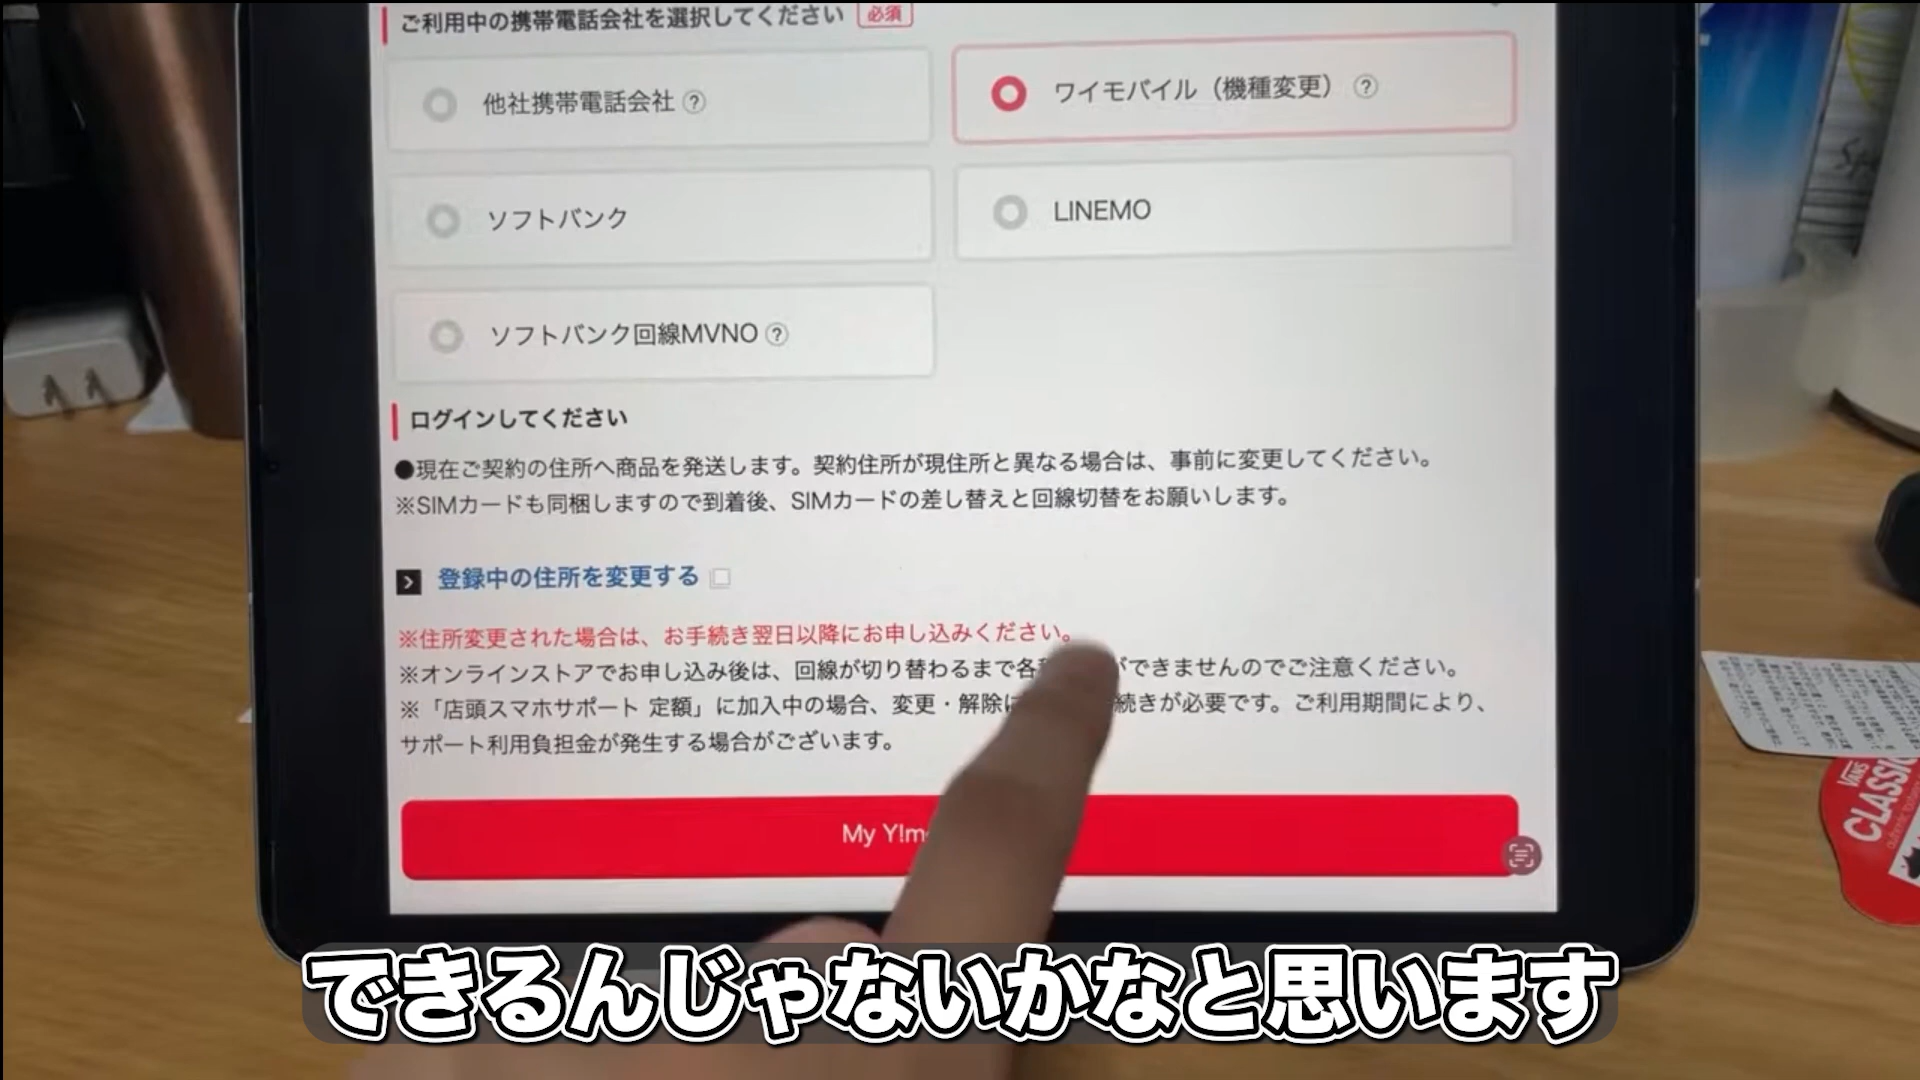 ご利用中の携帯電話会社を選択してください 必須
他社携帯電話会社 ?
ワイモバイル（機種変更） ?
ソフトバンク
LINEMO
ソフトバンク回線MVNO ?
ログインしてください
●現在ご契約の住所へ商品を発送します。契約住所が現住所と異なる場合は、事前に変更してください。
※SIMカードも同梱しますので到着後、SIMカードの差し替えと回線切替をお願いします。
登録中の住所を変更する
※住所変更された場合は、お手続き翌日以降にお申し込みください。
※オンラインストアでお申し込み後は、回線が切り替わるまで各 ができませんのでご注意ください。
※「店頭スマホサポート 定額」に加入中の場合、変更・解除に 続きが必要です。ご利用期間により、
サポート利用負担金が発生する場合がございます。
My Y!m
VANS
CLASSIC
できるんじゃないかなと思います